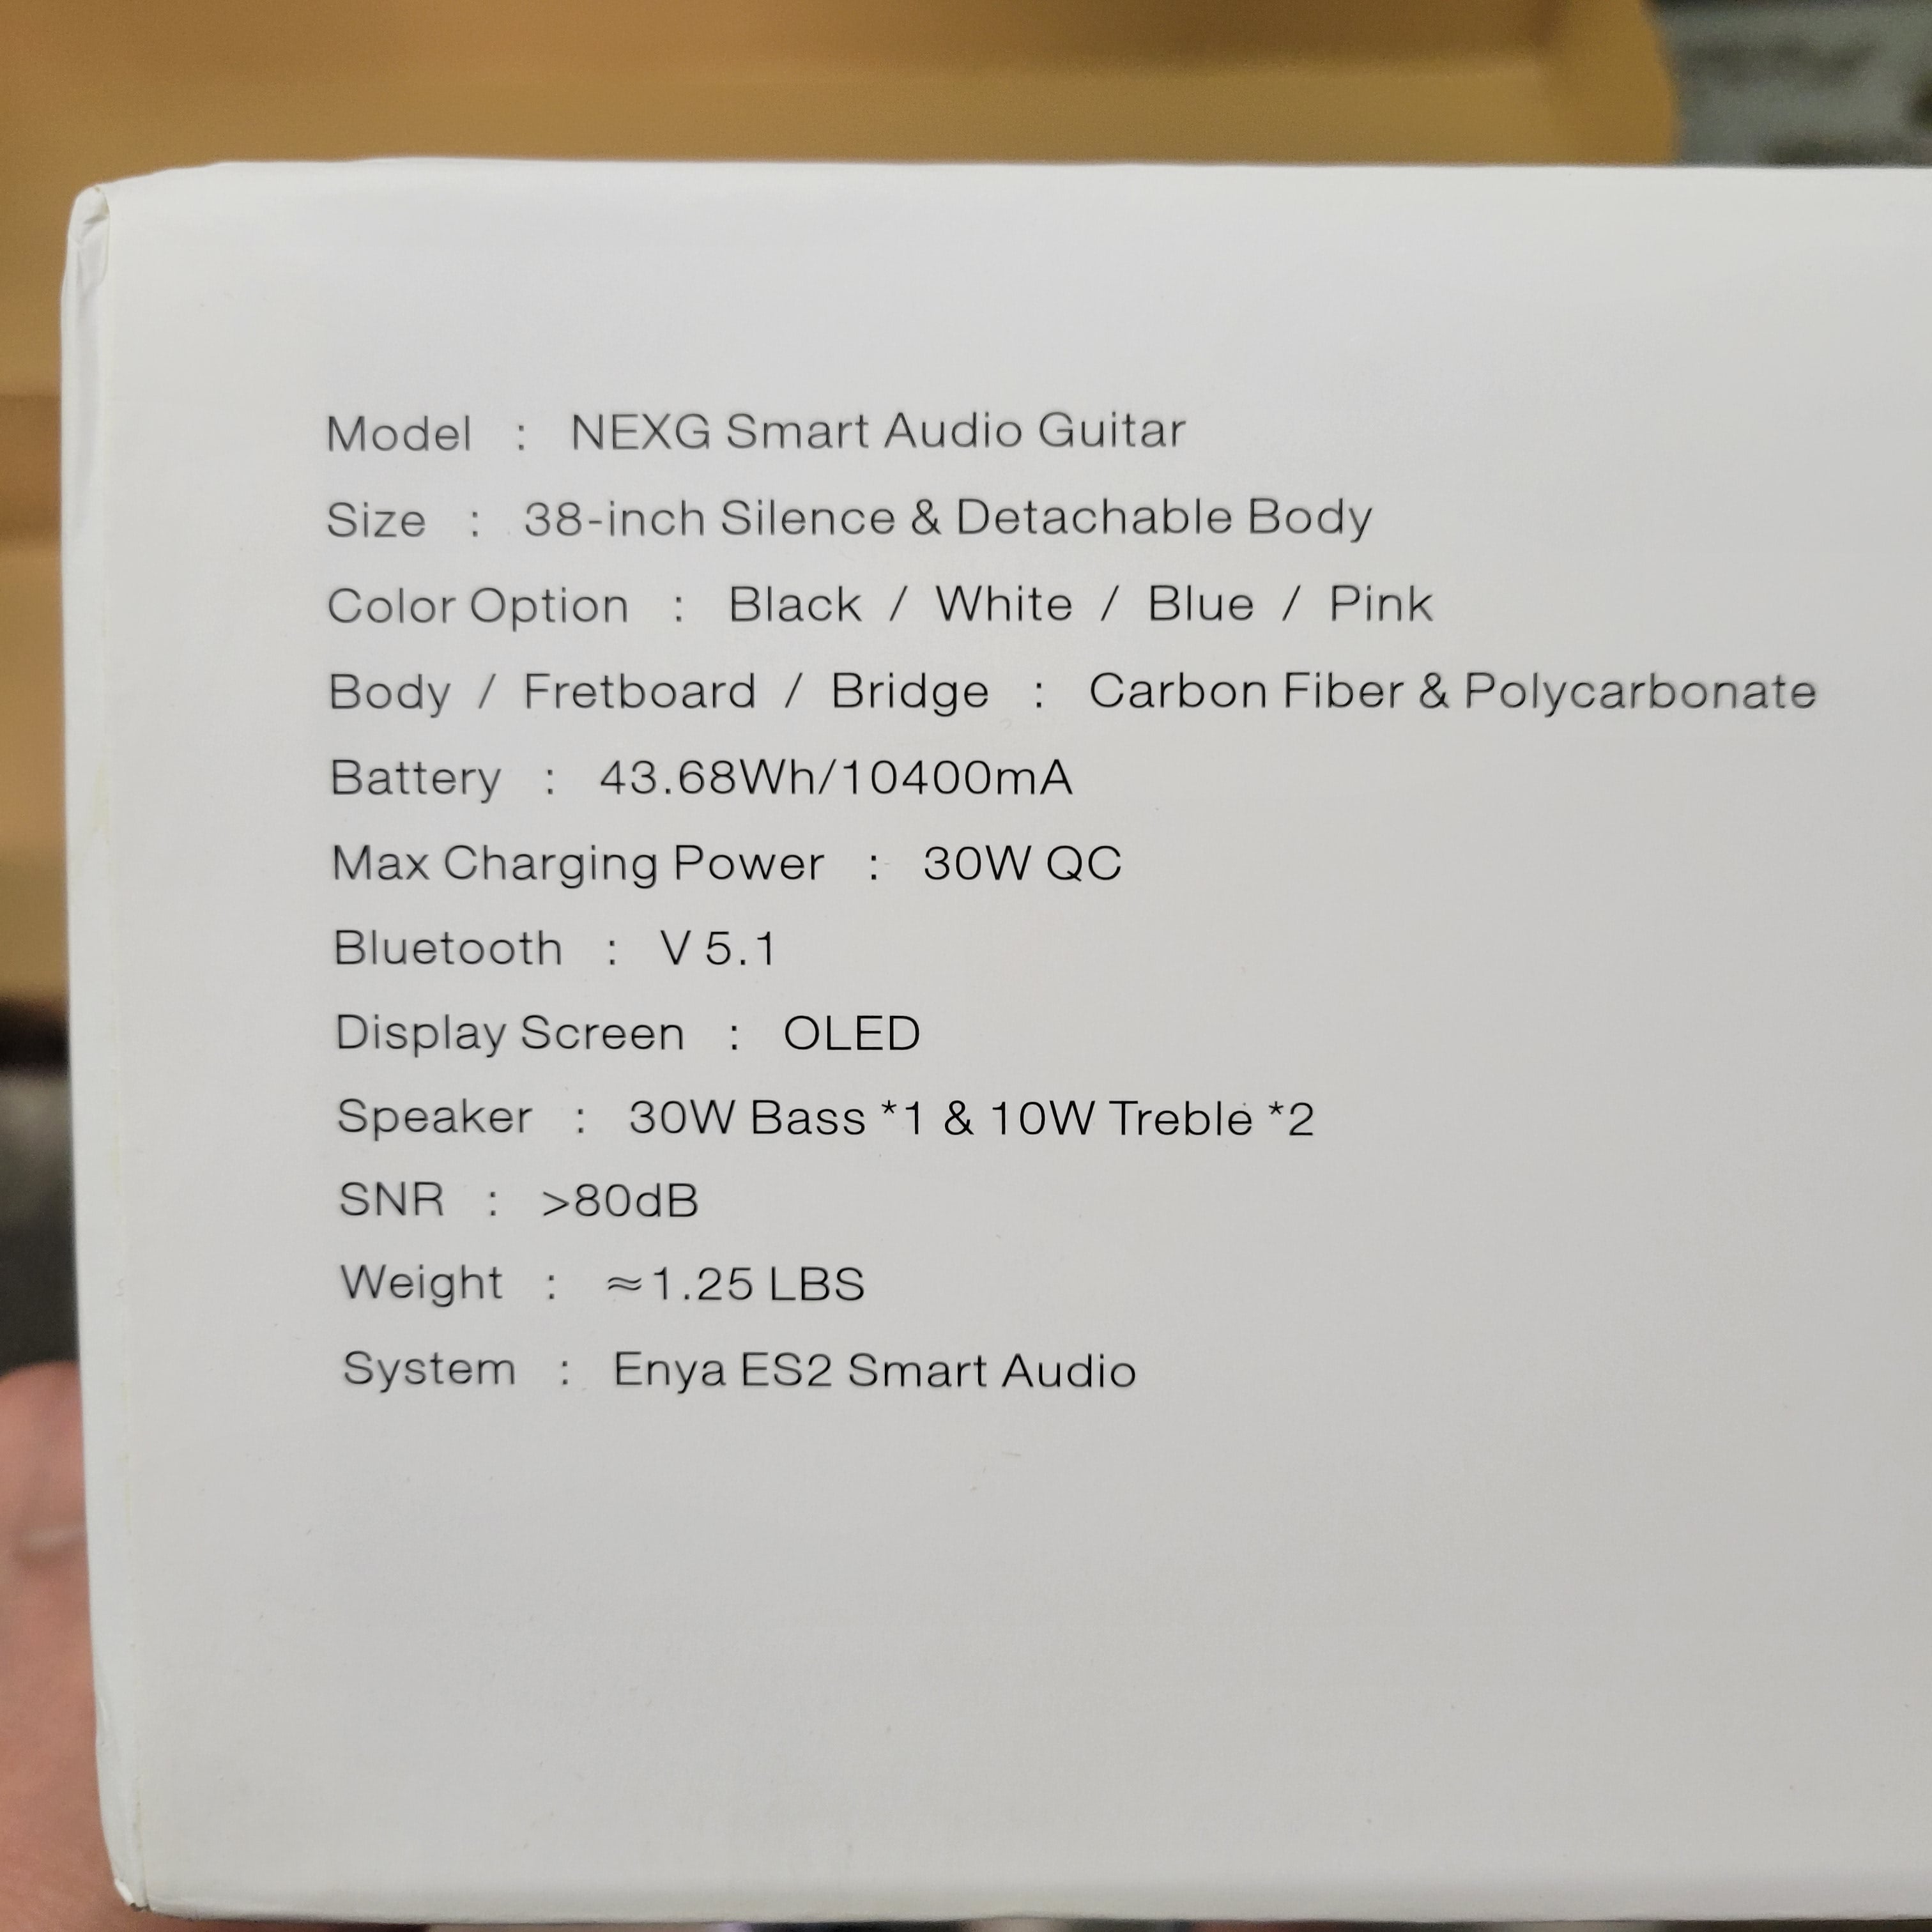 Model : NEXG Smart Audio Guitar
Size : 38-inch Silence & Detachable Body
Color Option : Black / White / Blue / Pink
Body / Fretboard / Bridge : Carbon Fiber & Polycarbonate
Battery : 43.68Wh/10400mA
Max Charging Power : 30W QC
Bluetooth : V 5.1
Display Screen : OLED
Speaker : 30W Bass *1 & 10W Treble *2
SNR : >80dB
Weight : ≈1.25 LBS
System : Enya ES2 Smart Audio